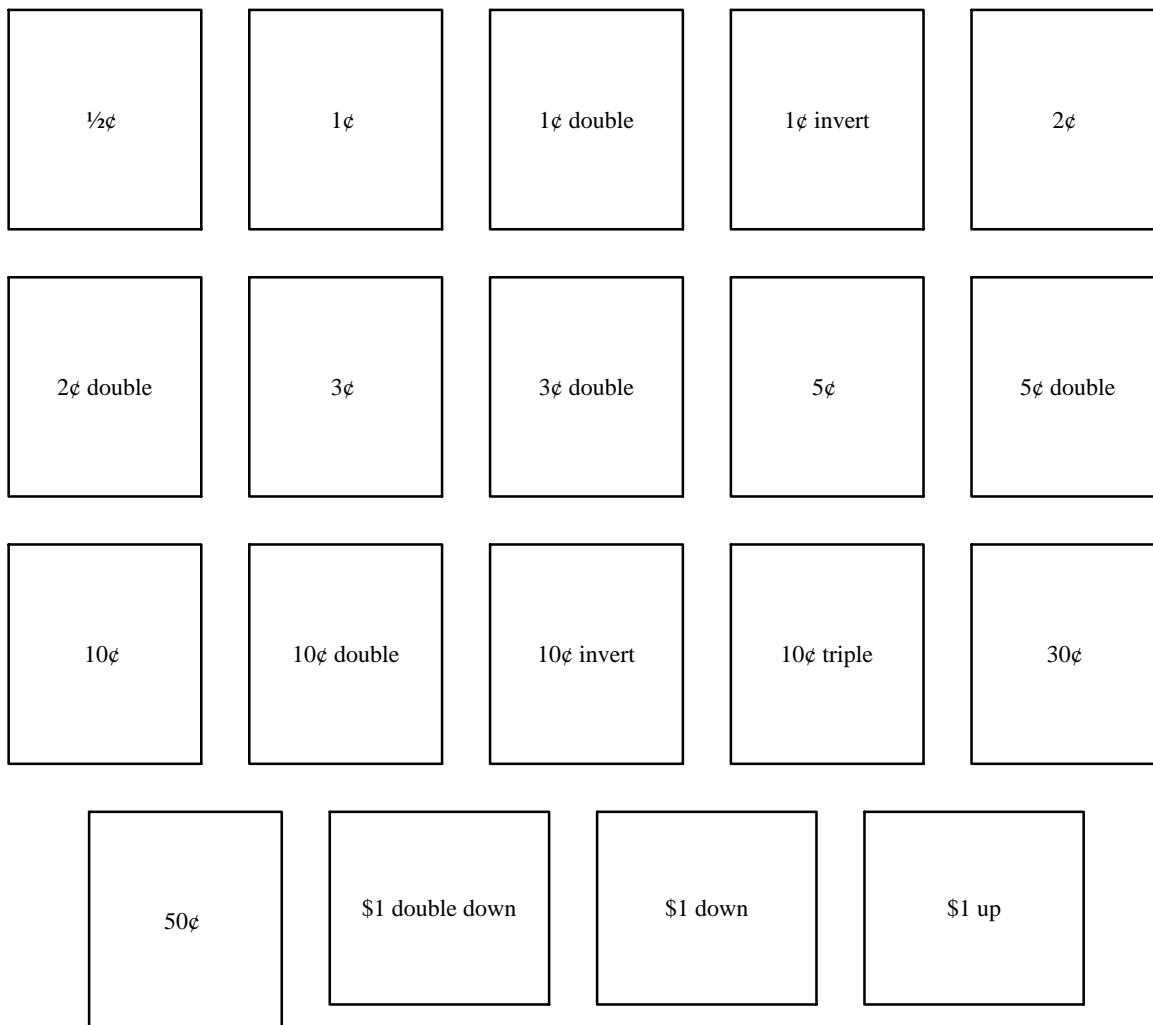 ½¢
1¢
1¢ double
1¢ invert
2¢
2¢ double
3¢
3¢ double
5¢
5¢ double
10¢
10¢ double
10¢ invert
10¢ triple
30¢
50¢
$1 double down
$1 down
$1 up